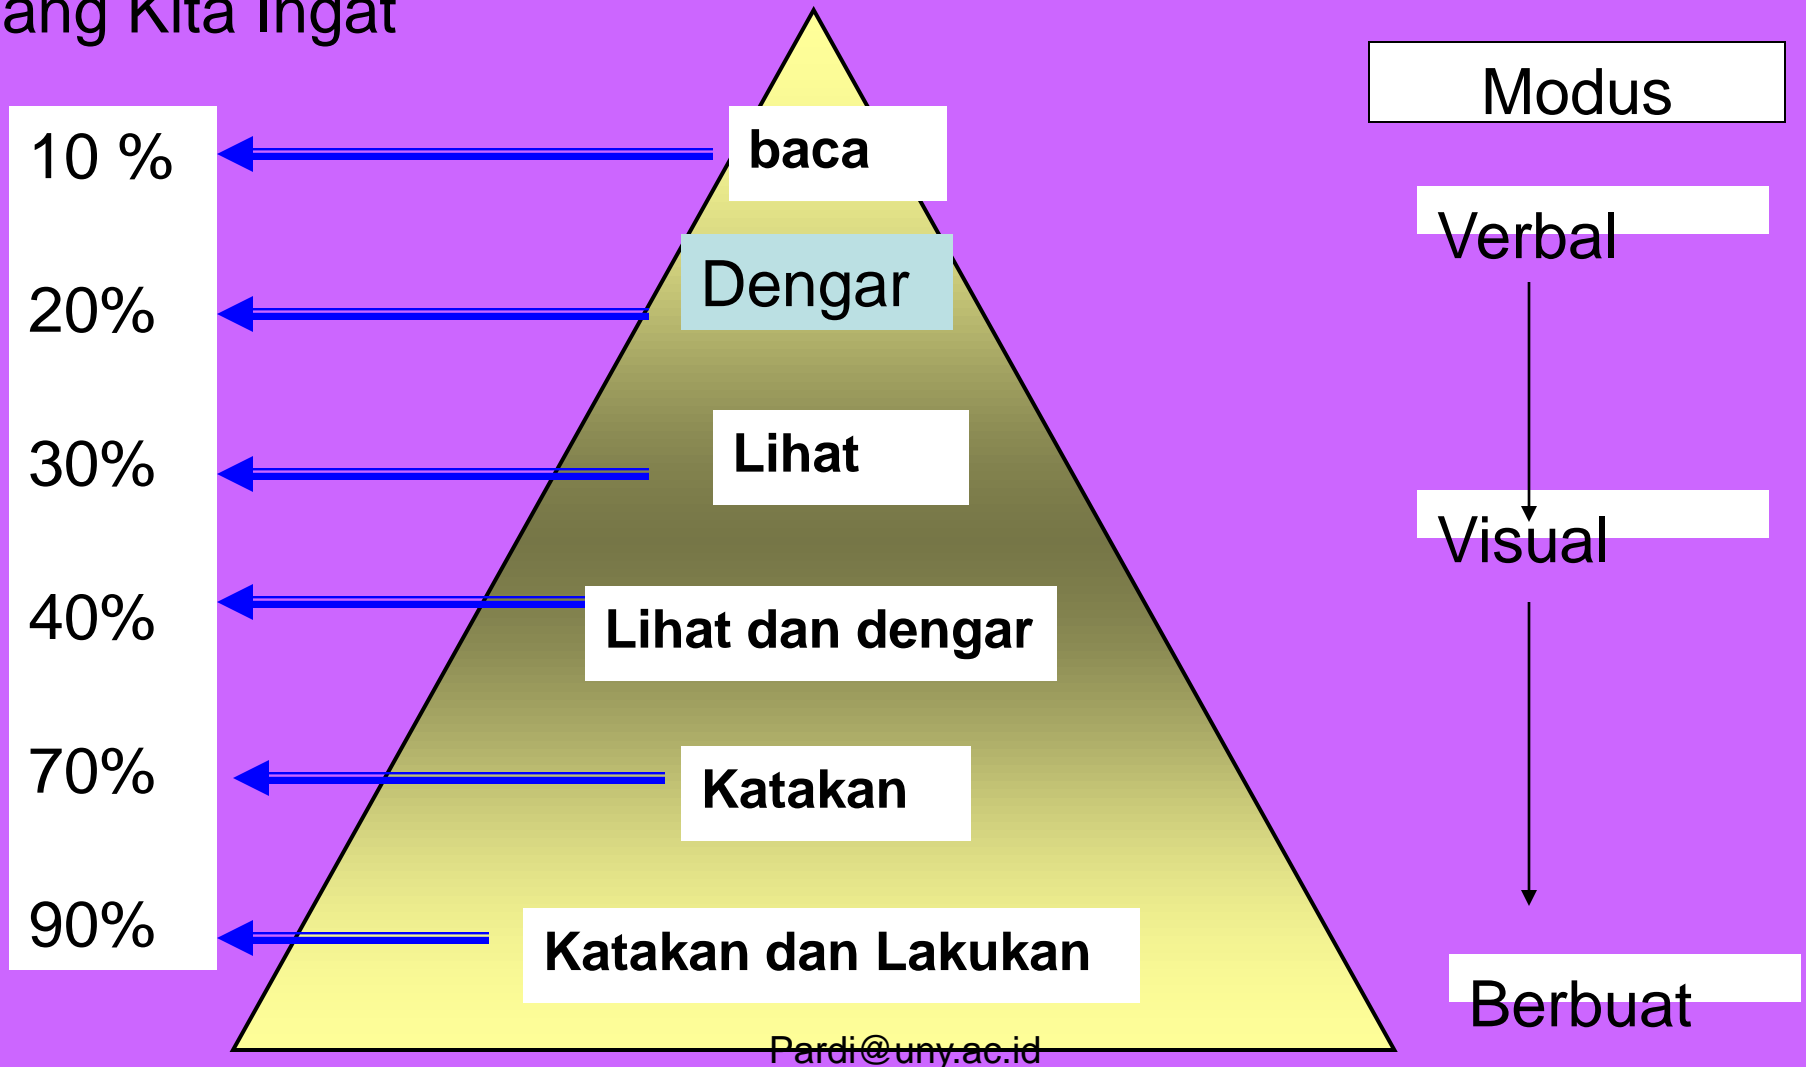 ang Kita Ingat
Modus
10 %
baca
Verbal
20%
Dengar
30%
Lihat
Visual
40%
Lihat dan dengar
70%
Katakan
90%
Katakan dan Lakukan
Berbuat
Pardi@uny.ac.id